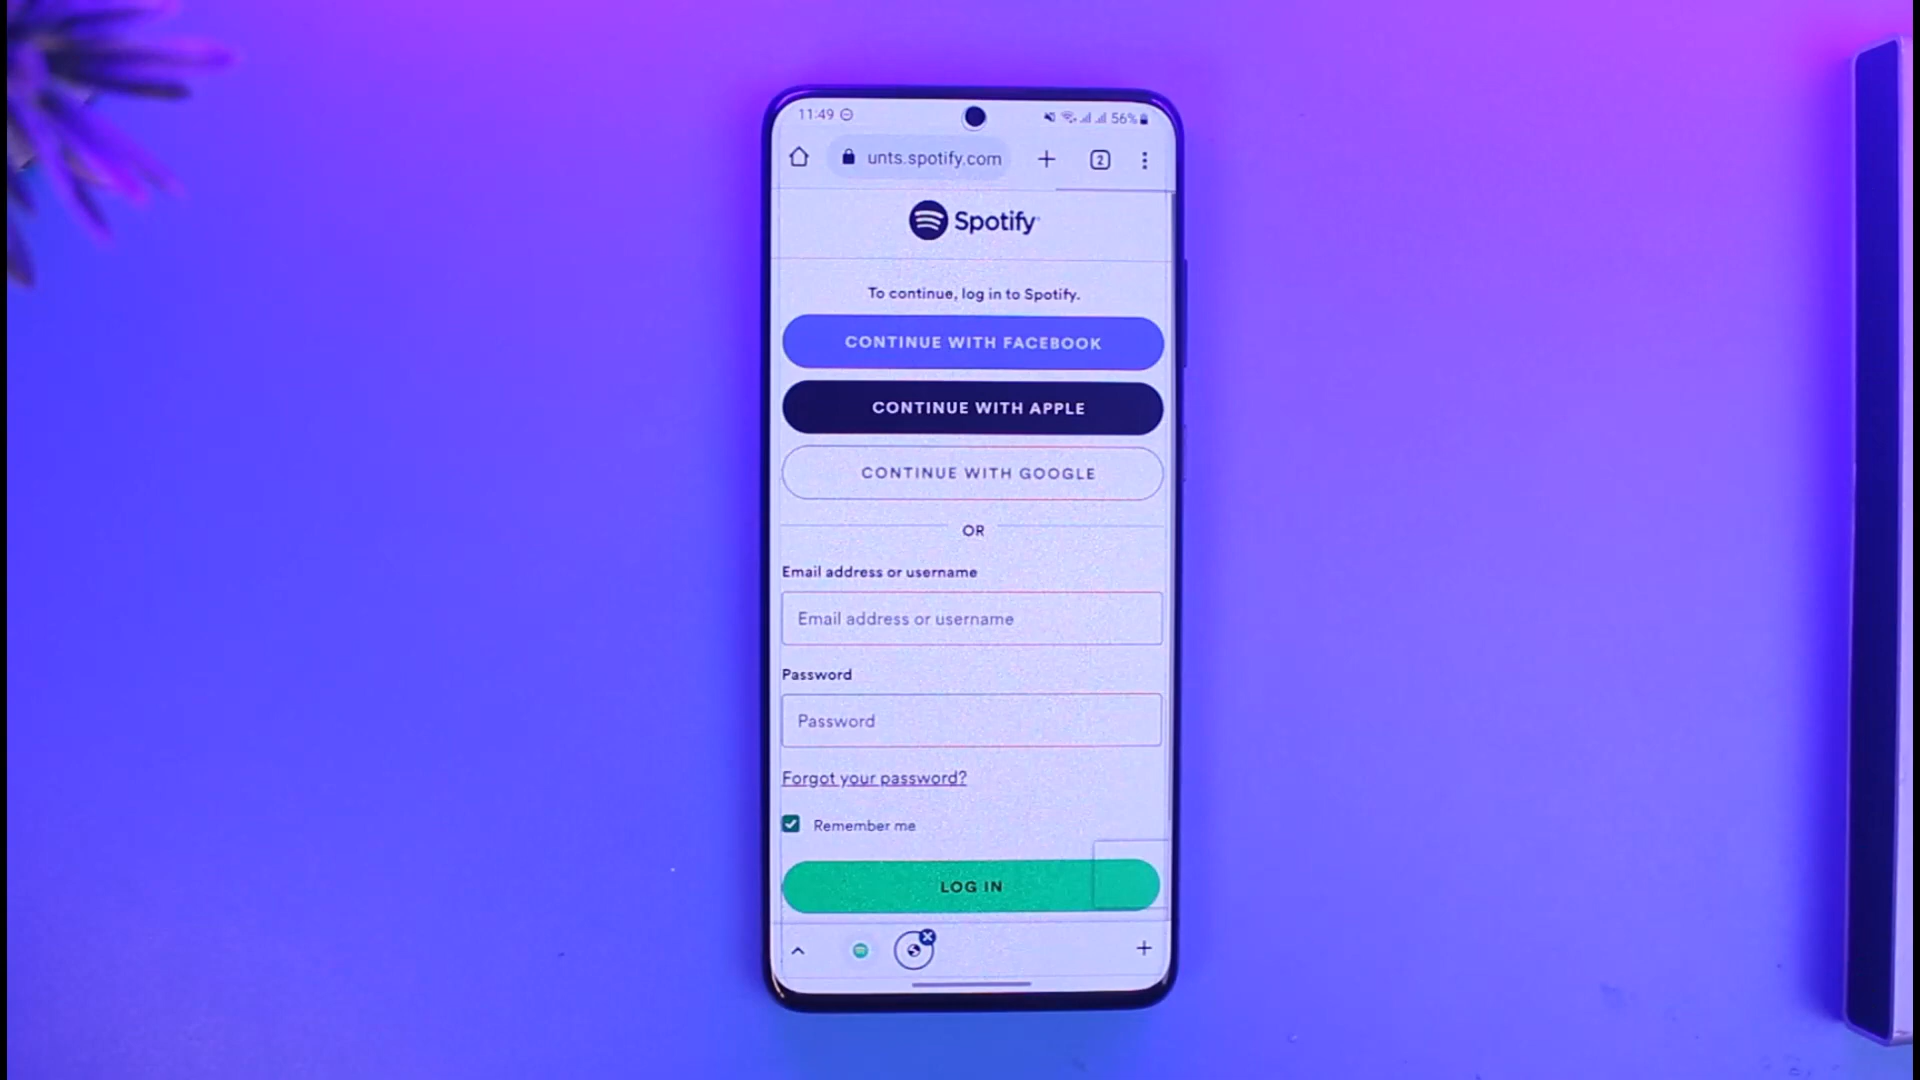 11:49
56%
unts.spotify.com
2
Spotify
To continue, log in to Spotify.
CONTINUE WITH FACEBOOK
CONTINUE WITH APPLE
CONTINUE WITH GOOGLE
OR
Email address or username
Email address or username
Password
Password
Forgot your password?
Remember me
LOG IN